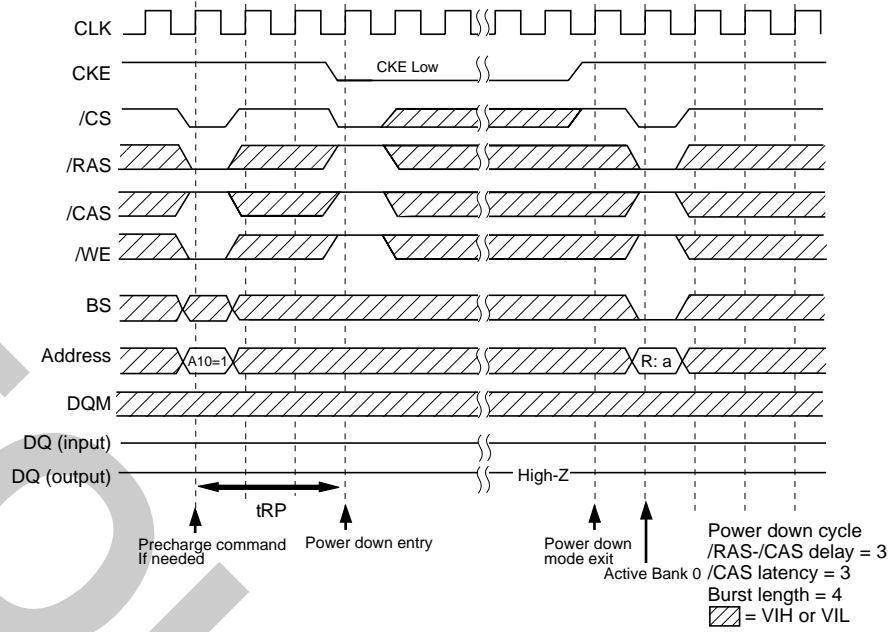 CLK
CKE
CKE Low
/CS
/RAS
/CAS
/WE
BS
Address
A10=1
R: a
DQM
DQ (input)
DQ (output)
High-Z
tRP
Precharge command
If needed
Power down entry
Power down
mode exit
Active Bank 0
Power down cycle
/RAS-/CAS delay = 3
/CAS latency = 3
Burst length = 4
= VIH or VIL